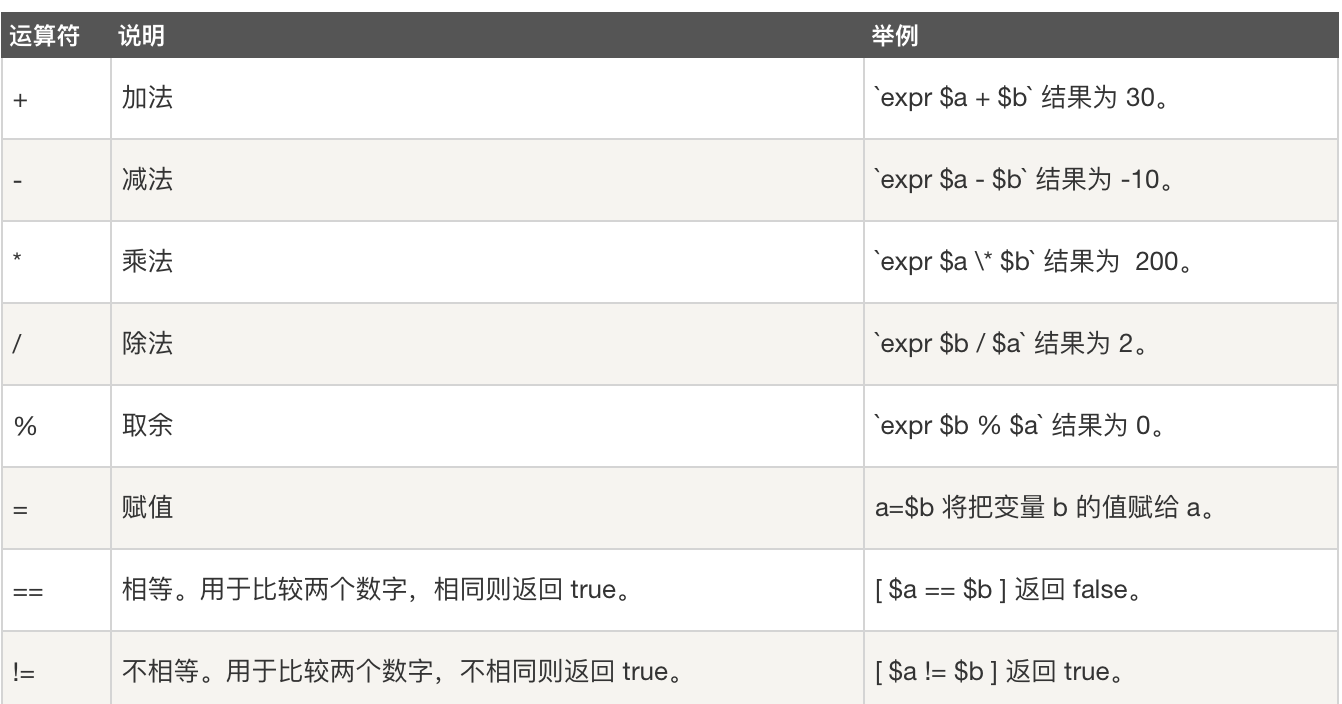 运算符 说明 举例
+ 加法 `expr $a + $b` 结果为 30。
- 减法 `expr $a - $b` 结果为 -10。
* 乘法 `expr $a \* $b` 结果为  200。
/ 除法 `expr $b / $a` 结果为 2。
% 取余 `expr $b % $a` 结果为 0。
= 赋值 a=$b 将把变量 b 的值赋给 a。
== 相等。用于比较两个数字，相同则返回 true。 [ $a == $b ] 返回 false。
!= 不相等。用于比较两个数字，不相同则返回 true。 [ $a != $b ] 返回 true。